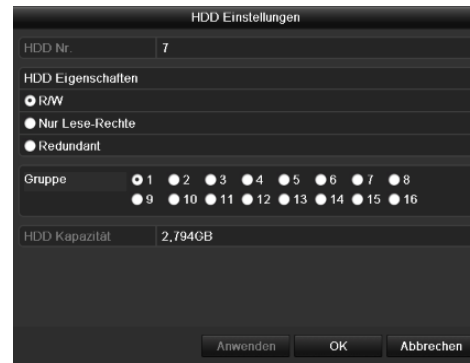 HDD Einstellungen
HDD Nr. 7
HDD Eigenschaften
R/W
Nur Lese-Rechte
Redundant
Gruppe 1 2 3 4 5 6 7 8
9 10 11 12 13 14 15 16
HDD Kapazität 2,794GB
Anwenden OK Abbrechen